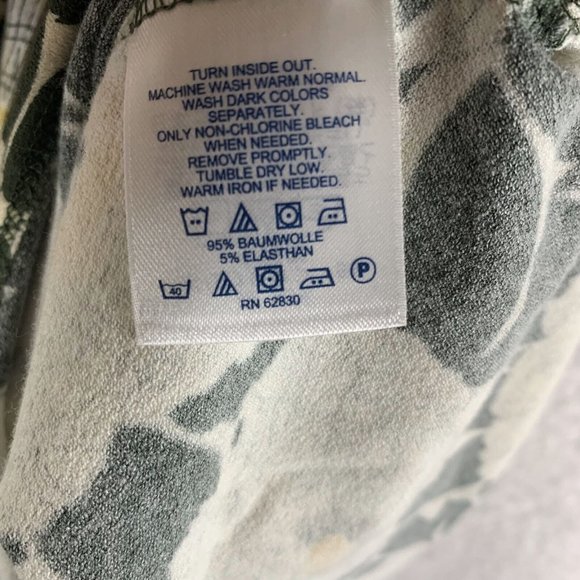 TURN INSIDE OUT.
MACHINE WASH WARM NORMAL.
WASH DARK COLORS
SEPARATELY.
ONLY NON-CHLORINE BLEACH
WHEN NEEDED.
REMOVE PROMPTLY.
TUMBLE DRY LOW.
WARM IRON IF NEEDED.
95% BAUMWOLLE
5% ELASTHAN
40 P
RN 62830